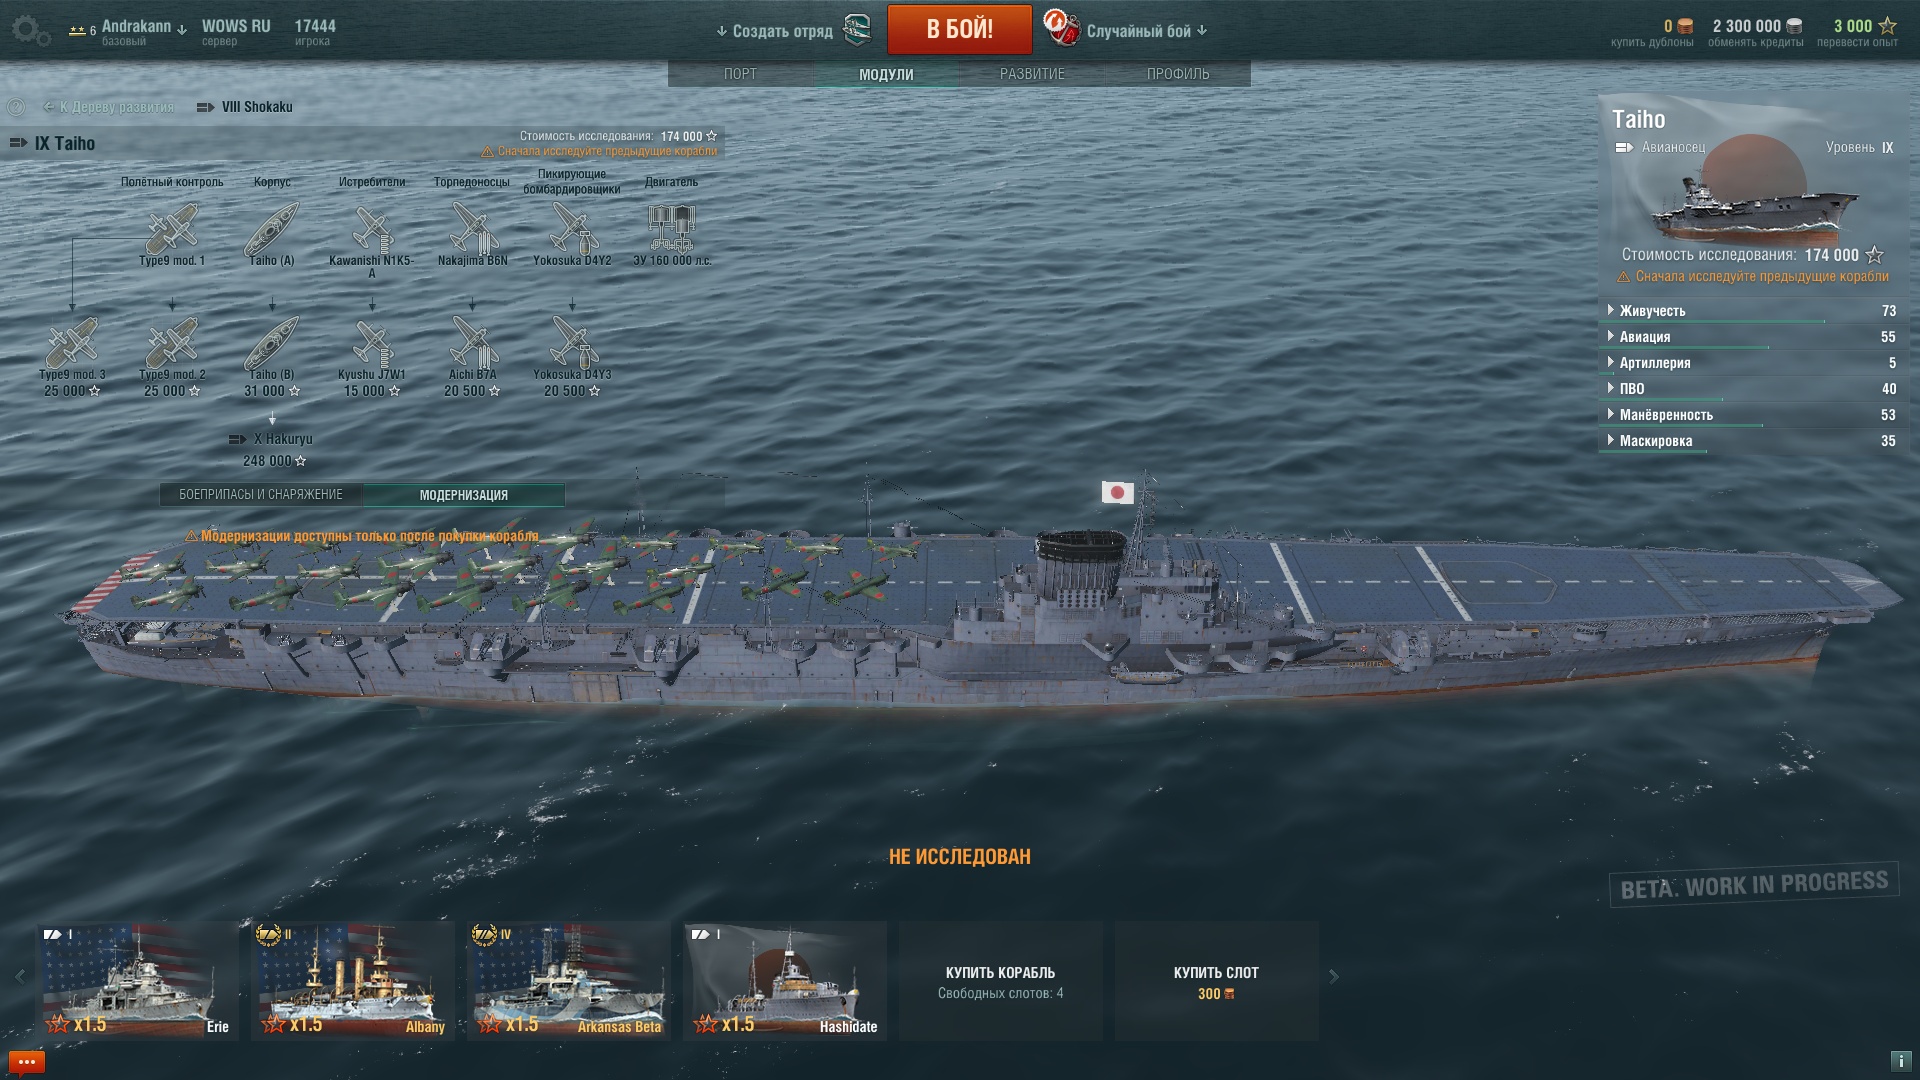 6 Andrakann
базовый
WOWS RU
сервер
17444
игрока
Создать отряд
В БОЙ!
Случайный бой
0
купить дублоны
2 300 000
обменять кредиты
3 000
перевести опыт
ПОРТ
МОДУЛИ
РАЗВИТИЕ
ПРОФИЛЬ
К Дереву развития
VIII Shokaku
IX Taiho
Стоимость исследования: 174 000
Сначала исследуйте предыдущие корабли
Полётный контроль
Корпус
Истребители
Торпедоносцы
Пикирующие
бомбардировщики
Двигатель
Type9 mod. 1
Taiho (A)
Kawanishi N1K5-
A
Nakajima B6N
Yokosuka D4Y2
ЭУ 160 000 л.с.
Type9 mod. 3
25 000
Type9 mod. 2
25 000
Taiho (B)
31 000
Kyushu J7W1
15 000
Aichi B7A
20 500
Yokosuka D4Y3
20 500
X Hakuryu
248 000
БОЕПРИПАСЫ И СНАРЯЖЕНИЕ
МОДЕРНИЗАЦИЯ
Модернизации доступны только после покупки корабля
Taiho
Авианосец
Уровень IX
Стоимость исследования: 174 000
Сначала исследуйте предыдущие корабли
Живучесть 73
Авиация 55
Артиллерия 5
ПВО 40
Манёвренность 53
Маскировка 35
НЕ ИССЛЕДОВАН
BETA. WORK IN PROGRESS
I
x1.5
Erie
II
x1.5
Albany
IV
x1.5
Arkansas Beta
I
x1.5
Hashidate
КУПИТЬ КОРАБЛЬ
Свободных слотов: 4
КУПИТЬ СЛОТ
300